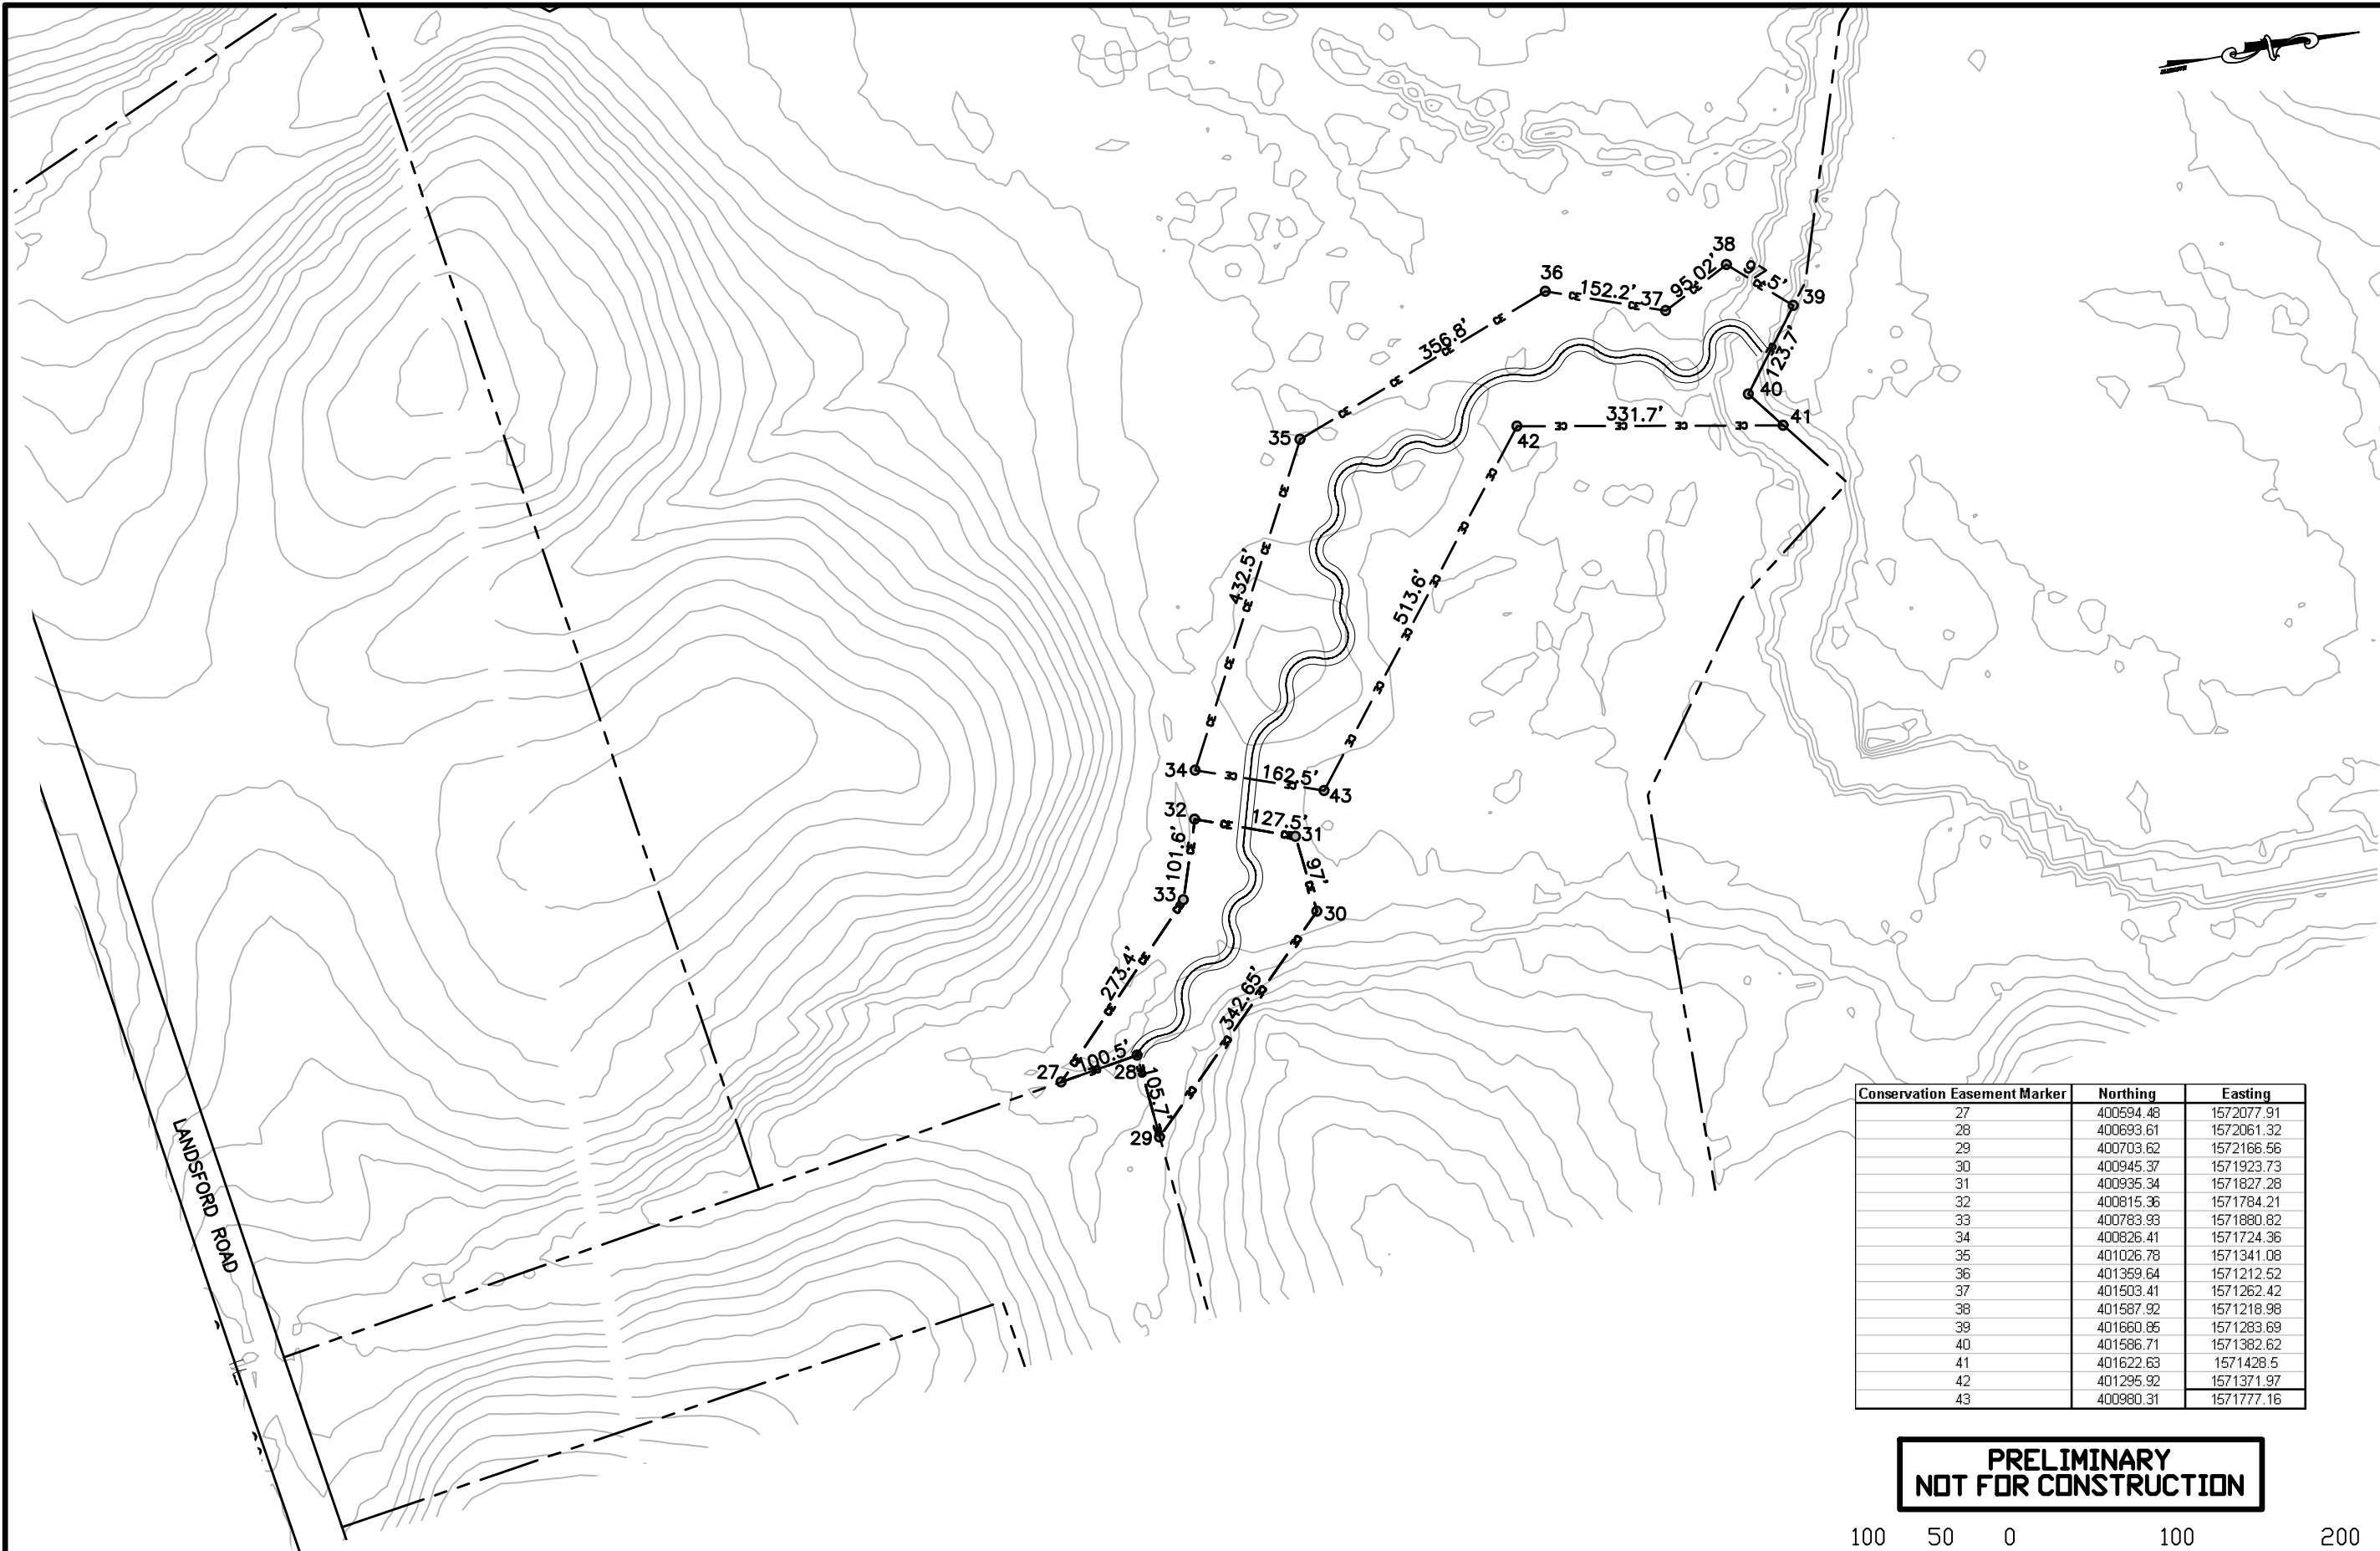 38
36
152.2'
37
95.02'
97.5'
39
356.8'
123.7'
40
41
35
331.7'
42
432.5'
513.6'
34
162.5'
43
32
127.5'
31
101.6'
97'
33
30
273.4'
342.65'
100.5'
27
28
105.7'
29
LANDSFORD ROAD
CE
Conservation Easement Marker Northing Easting
27 400594.48 1572077.91
28 400693.61 1572061.32
29 400703.62 1572166.56
30 400945.37 1571923.73
31 400935.34 1571827.28
32 400815.36 1571784.21
33 400783.93 1571880.82
34 400826.41 1571724.36
35 401026.78 1571341.08
36 401359.64 1571212.52
37 401503.41 1571262.42
38 401587.92 1571218.98
39 401660.85 1571283.69
40 401586.71 1571382.62
41 401622.63 1571428.5
42 401295.92 1571371.97
43 400980.31 1571777.16
PRELIMINARY
NOT FOR CONSTRUCTION
100 50 0 100 200